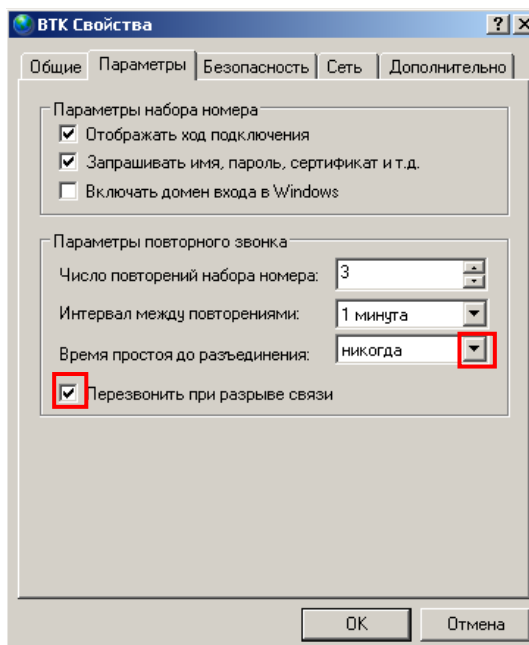 ВТК Свойства
Общие Параметры Безопасность Сеть Дополнительно
Параметры набора номера
Отображать ход подключения
Запрашивать имя, пароль, сертификат и т.д.
Включать домен входа в Windows
Параметры повторного звонка
Число повторений набора номера: 3
Интервал между повторениями: 1 минута
Время простоя до разъединения: никогда
Перезвонить при разрыве связи
OK Отмена